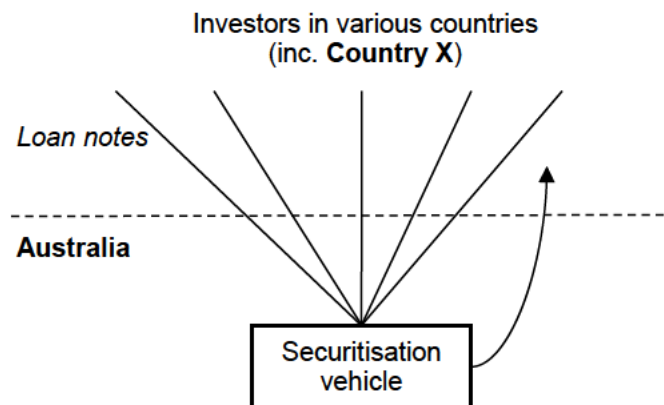 Investors in various countries
(inc. Country X)
Loan notes
Australia
Securitisation
vehicle